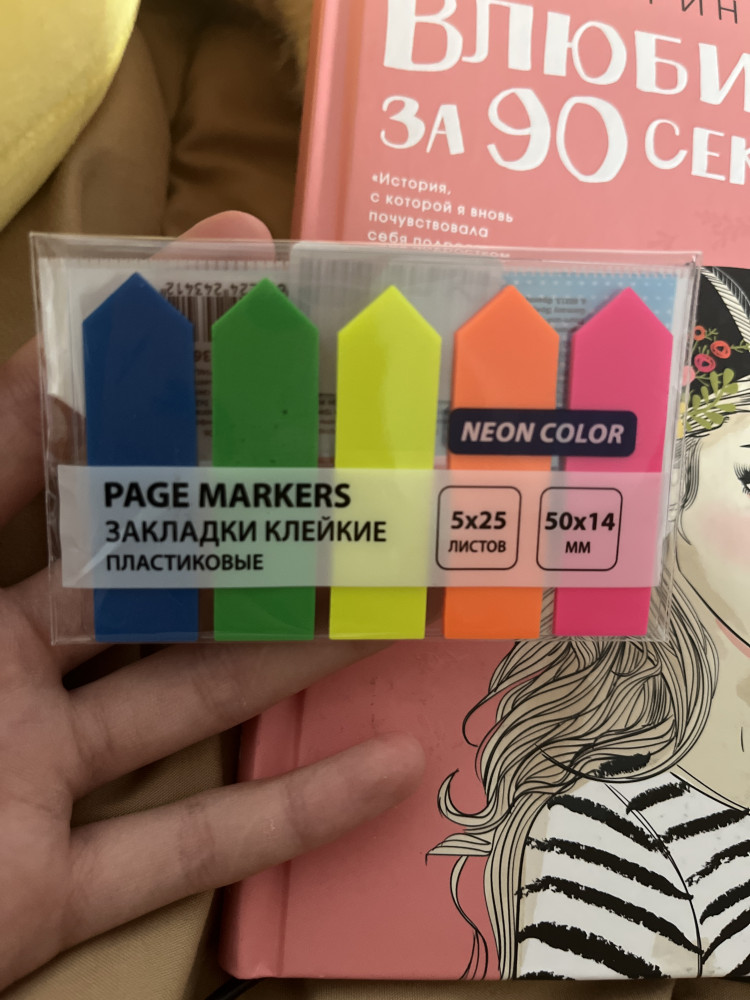 ВЛЮБИ
ЗА 90 СЕК
«История,
с которой я вновь
почувствовала
себя
NEON COLOR
PAGE MARKERS
ЗАКЛАДКИ КЛЕЙКИЕ
ПЛАСТИКОВЫЕ
5x25
ЛИСТОВ
50x14
ММ